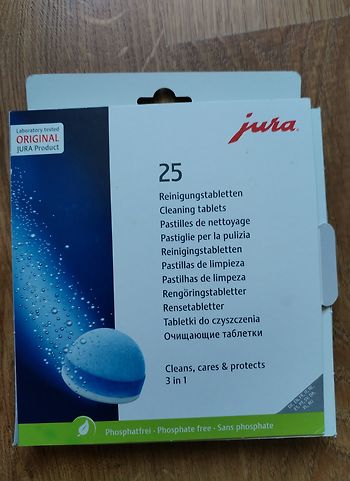 Laboratory tested
ORIGINAL
JURA Product
jura
25
Reinigungstabletten
Cleaning tablets
Pastilles de nettoyage
Pastiglie per la pulizia
Reinigingstabletten
Pastillas de limpieza
Pastilhas de limpeza
Rengöringstabletter
Rensetabletter
Tabletki do czyszczenia
Очищающие таблетки
Cleans, cares & protects
3 in 1
Phosphatfrei - Phosphate free - Sans phosphate